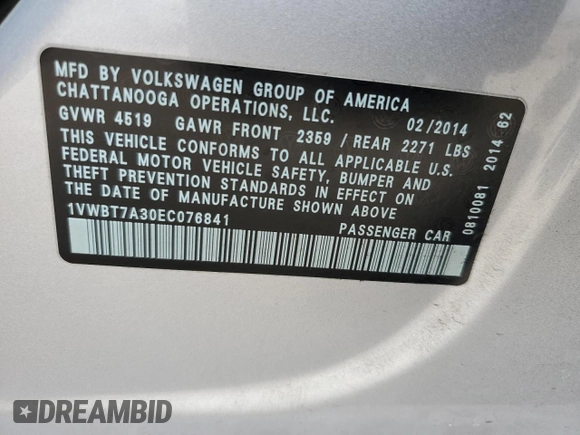 MFD BY VOLKSWAGEN GROUP OF AMERICA
CHATTANOOGA OPERATIONS, LLC.
02/2014
GVWR 4519 GAWR FRONT 2359 / REAR 2271 LBS
THIS VEHICLE CONFORMS TO ALL APPLICABLE U.S.
FEDERAL MOTOR VEHICLE SAFETY, BUMPER AND
THEFT PREVENTION STANDARDS IN EFFECT ON
THE DATE OF MANUFACTURE SHOWN ABOVE
1VWBT7A30EC076841 PASSENGER CAR
0810081 2014 62
DREAMBID